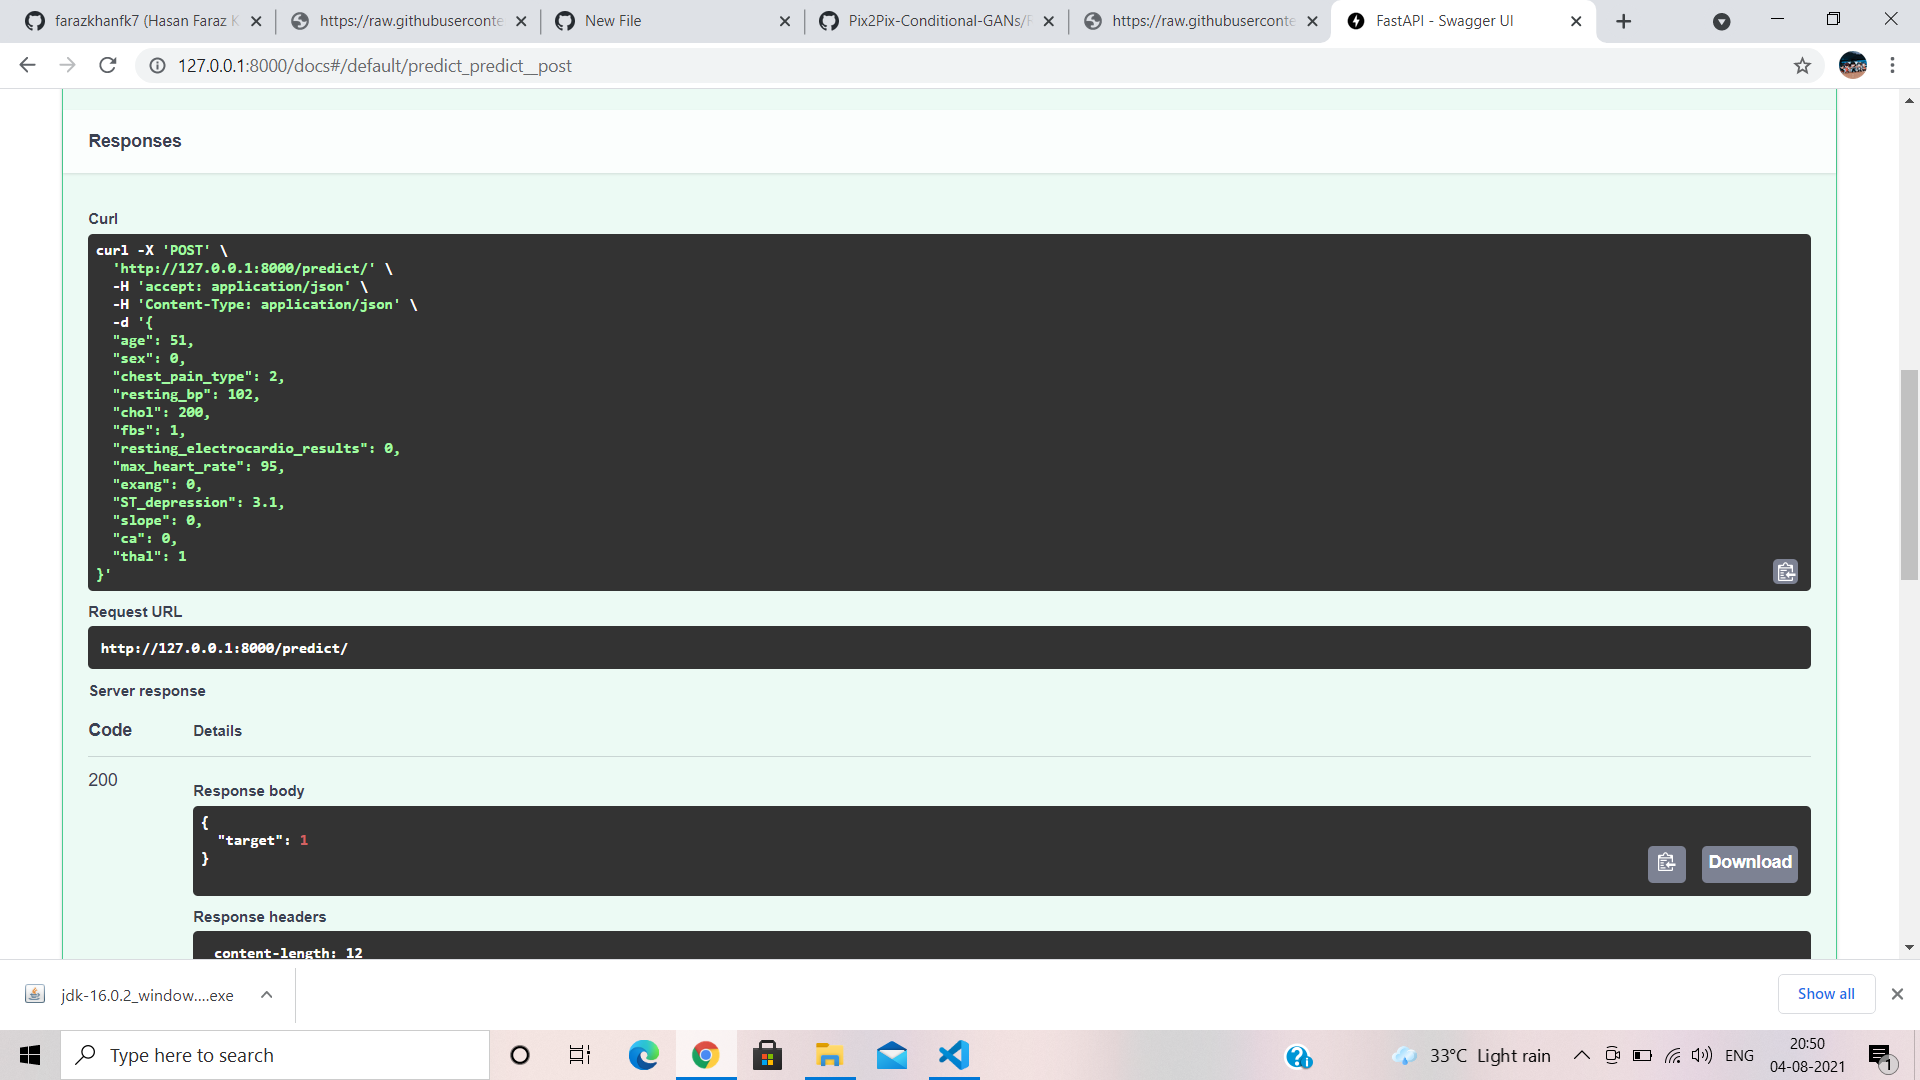 farazkhanfk7 (Hasan Faraz K
https://raw.githubuserconte
New File
Pix2Pix-Conditional-GANs/
https://raw.githubuserconte
FastAPI - Swagger UI
127.0.0.1:8000/docs#/default/predict_predict__post
Responses
Curl
curl -X 'POST' \
'http://127.0.0.1:8000/predict/' \
-H 'accept: application/json' \
-H 'Content-Type: application/json' \
-d '{
"age": 51,
"sex": 0,
"chest_pain_type": 2,
"resting_bp": 102,
"chol": 200,
"fbs": 1,
"resting_electrocardio_results": 0,
"max_heart_rate": 95,
"exang": 0,
"ST_depression": 3.1,
"slope": 0,
"ca": 0,
"thal": 1
}'
Request URL
http://127.0.0.1:8000/predict/
Server response
Code Details
200
Response body
{
"target": 1
}
Download
Response headers
content-length: 12
jdk-16.0.2_window....exe
Show all
Type here to search
33°C Light rain
ENG
20:50
04-08-2021
1